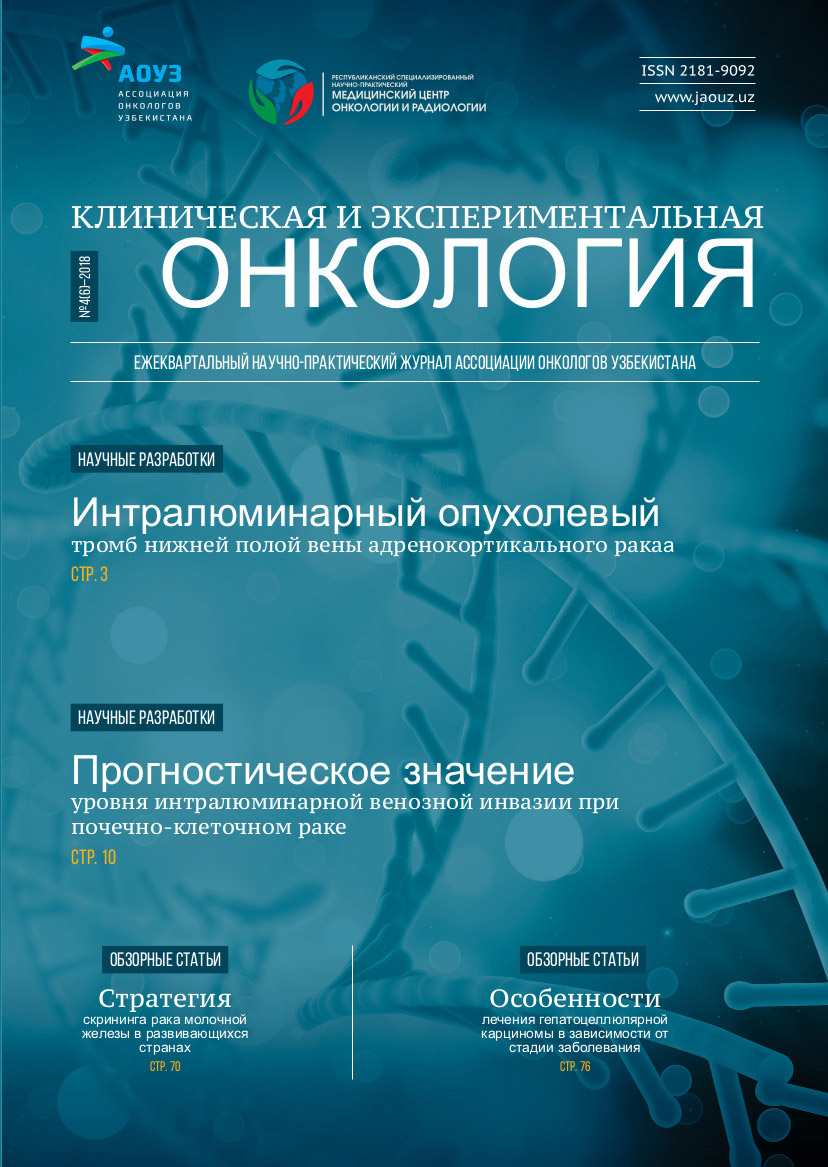 АОУЗ
АССОЦИАЦИЯ
ОНКОЛОГОВ
УЗБЕКИСТАНА
РЕСПУБЛИКАНСКИЙ СПЕЦИАЛИЗИРОВАННЫЙ
НАУЧНО-ПРАКТИЧЕСКИЙ
МЕДИЦИНСКИЙ ЦЕНТР
ОНКОЛОГИИ И РАДИОЛОГИИ
ISSN 2181-9092
www.jaouz.uz
КЛИНИЧЕСКАЯ И ЭКСПЕРИМЕНТАЛЬНАЯ
ОНКОЛОГИЯ
№4(6)–2018
ЕЖЕКВАРТАЛЬНЫЙ НАУЧНО-ПРАКТИЧЕСКИЙ ЖУРНАЛ АССОЦИАЦИИ ОНКОЛОГОВ УЗБЕКИСТАНА
НАУЧНЫЕ РАЗРАБОТКИ
Интралюминарный опухолевый
тромб нижней полой вены адренокортикального ракаа
СТР. 3
НАУЧНЫЕ РАЗРАБОТКИ
Прогностическое значение
уровня интралюминарной венозной инвазии при
почечно-клеточном раке
СТР. 10
ОБЗОРНЫЕ СТАТЬИ
Стратегия
скрининга рака молочной
железы в развивающихся
странах
СТР. 70
ОБЗОРНЫЕ СТАТЬИ
Особенности
лечения гепатоцеллюлярной
карциномы в зависимости от
стадии заболевания
СТР. 76